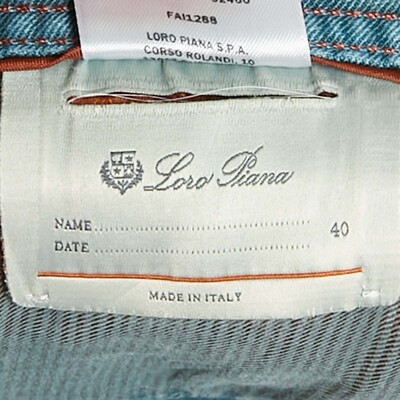 FAI1288
LORO PIANA S.P.A.
CORSO ROLANDI, 10
Loro Piana
NAME
40
DATE
MADE IN ITALY